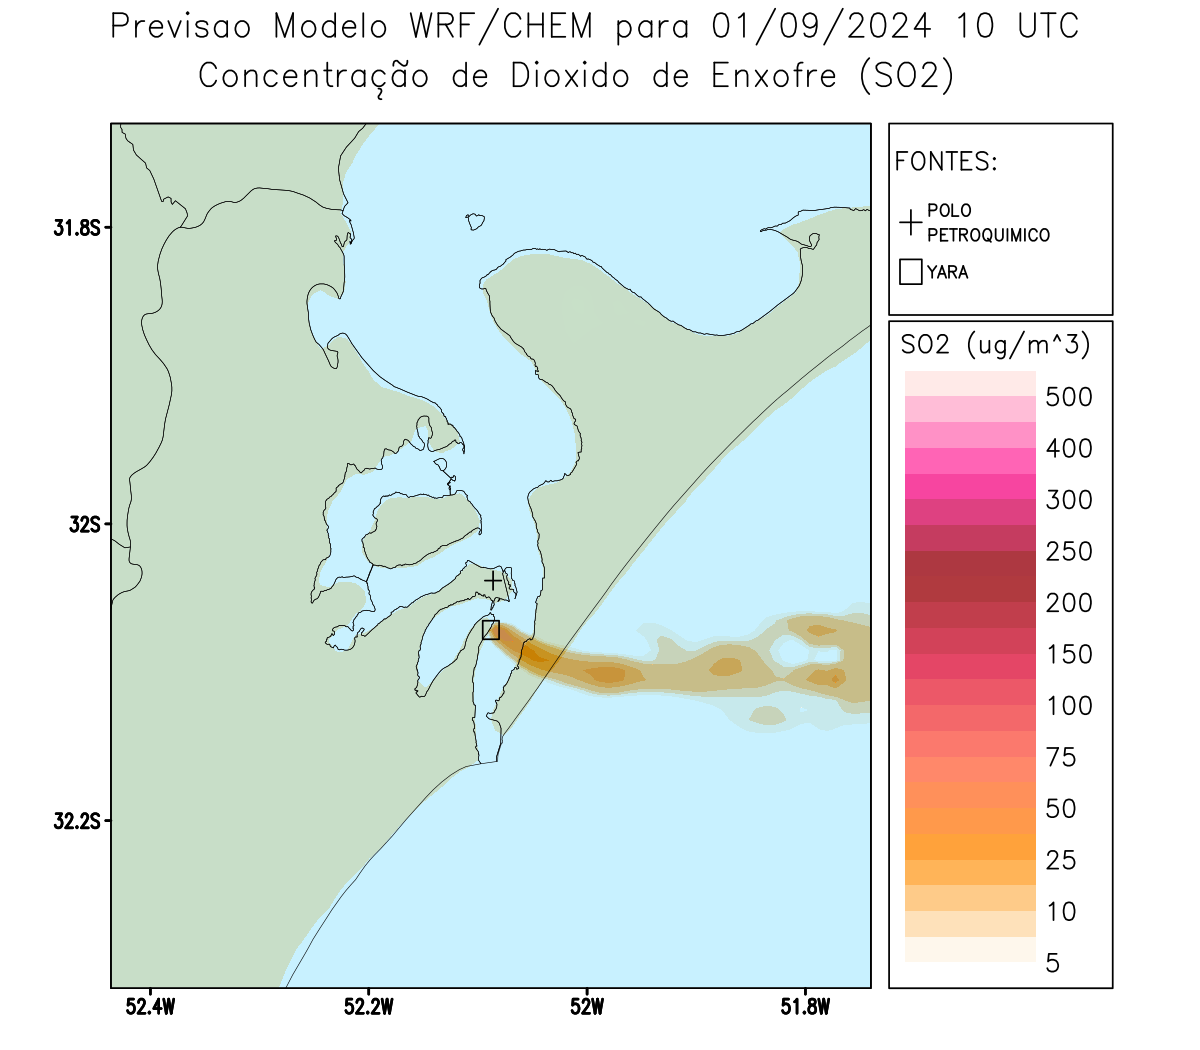 Previsao Modelo WRF/CHEM para 01/09/2024 10 UTC
Concentração de Dioxido de Enxofre (SO2)
FONTES:
POLO
PETROQUIMICO
YARA
SO2 (ug/m^3)
500
400
300
250
200
150
100
75
50
25
10
5
31.8S
32S
32.2S
52.4W
52.2W
52W
51.8W